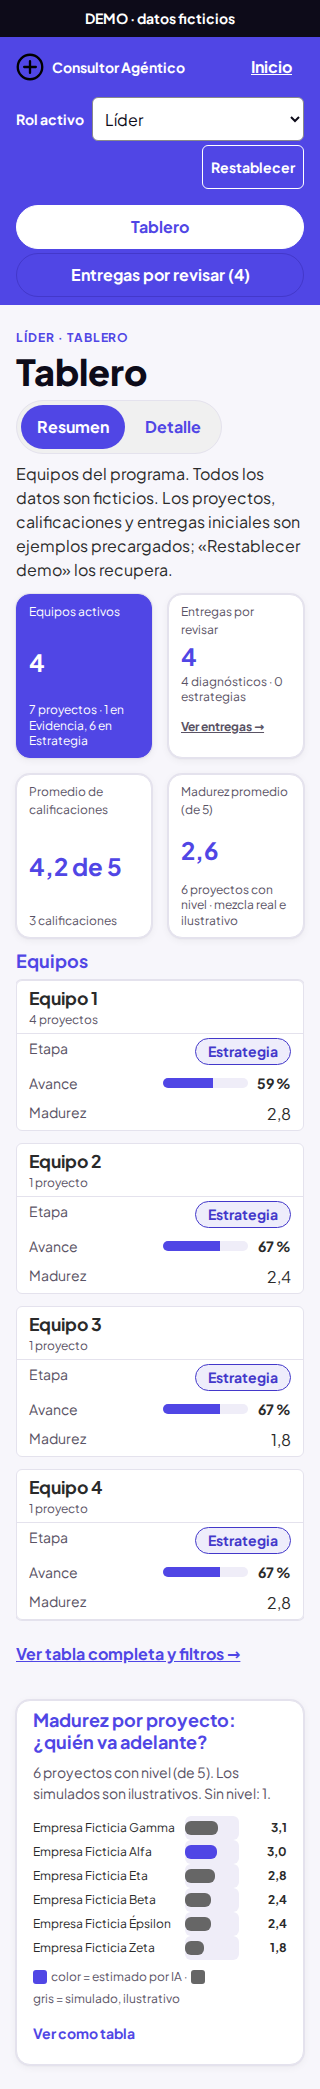 DEMO · datos ficticios
Consultor Agéntico
Inicio
Rol activo
Líder
Restablecer
Tablero
Entregas por revisar (4)
LÍDER · TABLERO
Tablero
Resumen
Detalle
Equipos del programa. Todos los
datos son ficticios. Los proyectos,
calificaciones y entregas iniciales son
ejemplos precargados; «Restablecer
demo» los recupera.
Equipos activos
4
7 proyectos · 1 en
Evidencia, 6 en
Estrategia
Entregas por
revisar
4
4 diagnósticos · 0
estrategias
Ver entregas →
Promedio de
calificaciones
4,2 de 5
3 calificaciones
Madurez promedio
(de 5)
2,6
6 proyectos con
nivel · mezcla real e
ilustrativo
Equipos
Equipo 1
4 proyectos
Etapa
Estrategia
Avance
59 %
Madurez
2,8
Equipo 2
1 proyecto
Etapa
Estrategia
Avance
67 %
Madurez
2,4
Equipo 3
1 proyecto
Etapa
Estrategia
Avance
67 %
Madurez
1,8
Equipo 4
1 proyecto
Etapa
Estrategia
Avance
67 %
Madurez
2,8
Ver tabla completa y filtros →
Madurez por proyecto:
¿quién va adelante?
6 proyectos con nivel (de 5). Los
simulados son ilustrativos. Sin nivel: 1.
Empresa Ficticia Gamma 3,1
Empresa Ficticia Alfa 3,0
Empresa Ficticia Eta 2,8
Empresa Ficticia Beta 2,4
Empresa Ficticia Épsilon 2,4
Empresa Ficticia Zeta 1,8
color = estimado por IA ·
gris = simulado, ilustrativo
Ver como tabla